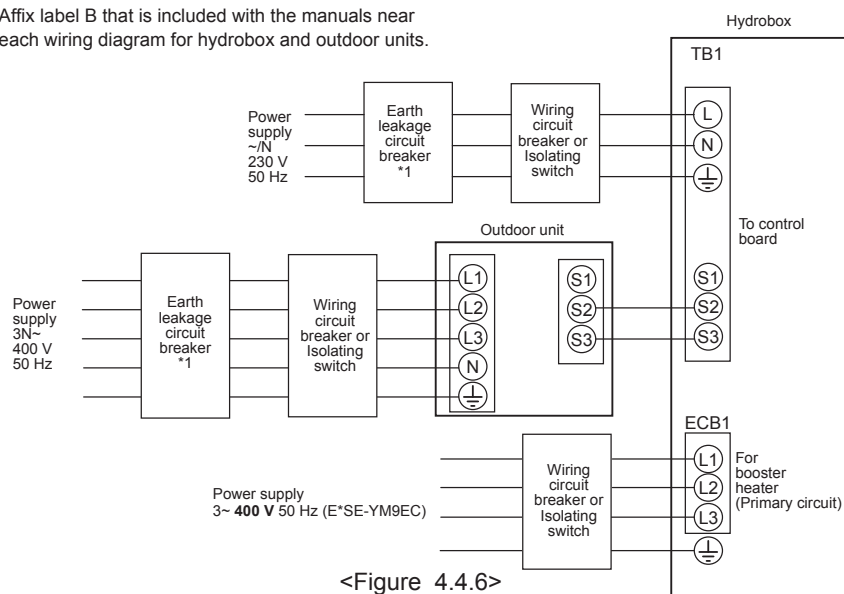 Affix label B that is included with the manuals near
each wiring diagram for hydrobox and outdoor units.
Hydrobox
TB1
Power
supply
~/N
230 V
50 Hz
Earth
leakage
circuit
breaker
*1
Wiring
circuit
breaker or
Isolating
switch
L
N
To control
board
S1
S2
S3
Outdoor unit
Power
supply
3N~
400 V
50 Hz
Earth
leakage
circuit
breaker
*1
Wiring
circuit
breaker or
Isolating
switch
L1
L2
L3
N
S1
S2
S3
ECB1
Power supply
3~ 400 V 50 Hz (E*SE-YM9EC)
Wiring
circuit
breaker or
Isolating
switch
L1
L2
L3
For
booster
heater
(Primary circuit)
<Figure 4.4.6>